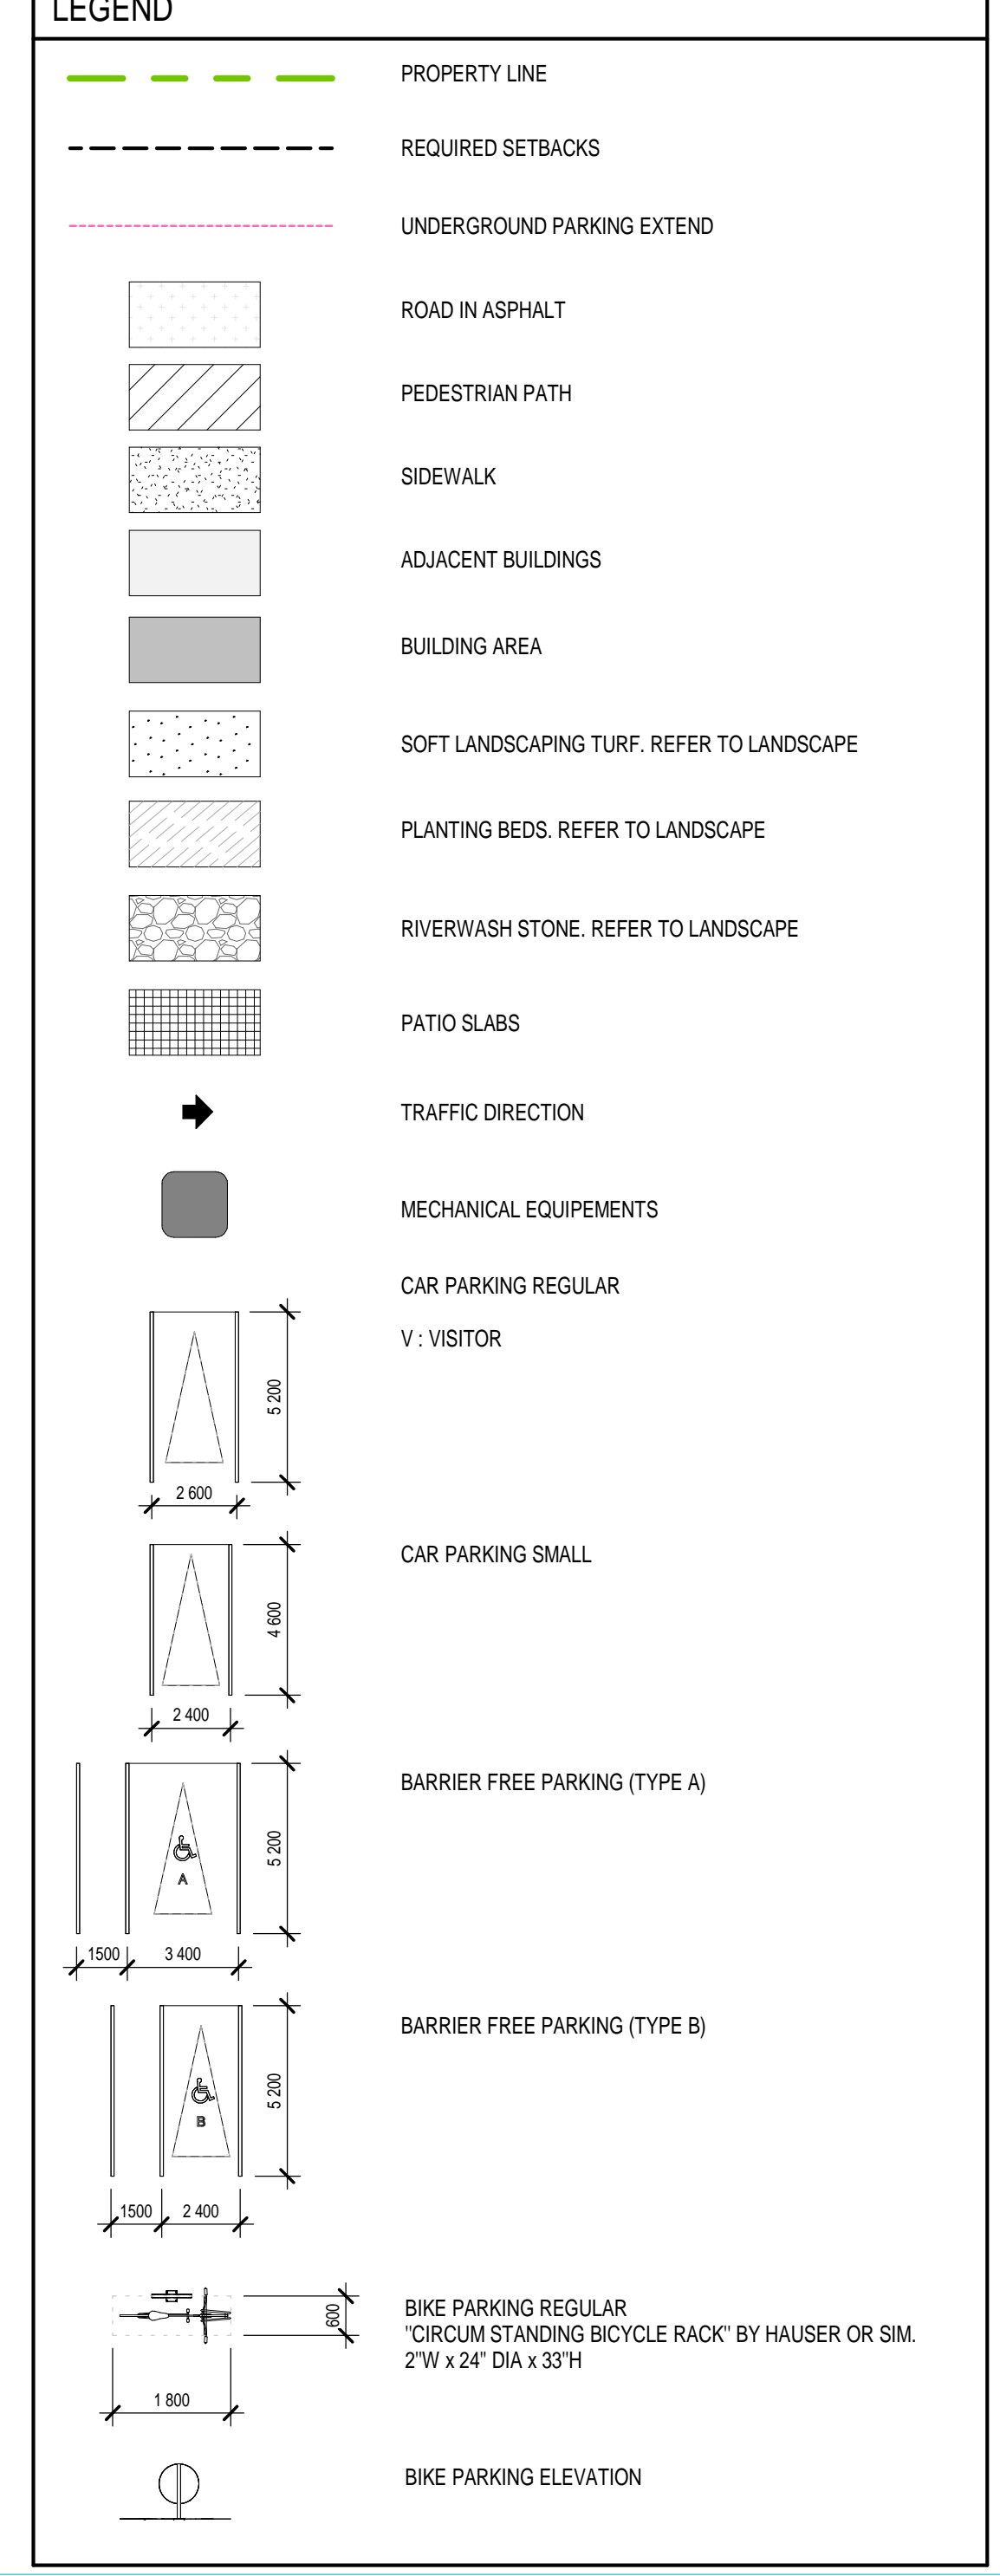 LEGEND
PROPERTY LINE
REQUIRED SETBACKS
UNDERGROUND PARKING EXTEND
ROAD IN ASPHALT
PEDESTRIAN PATH
SIDEWALK
ADJACENT BUILDINGS
BUILDING AREA
SOFT LANDSCAPING TURF. REFER TO LANDSCAPE
PLANTING BEDS. REFER TO LANDSCAPE
RIVERWASH STONE. REFER TO LANDSCAPE
PATIO SLABS
TRAFFIC DIRECTION
MECHANICAL EQUIPEMENTS
CAR PARKING REGULAR
V : VISITOR
5 200
2 600
CAR PARKING SMALL
4 600
2 400
BARRIER FREE PARKING (TYPE A)
5 200
A
1500 3 400
BARRIER FREE PARKING (TYPE B)
5 200
B
1500 2 400
600
BIKE PARKING REGULAR
"CIRCUM STANDING BICYCLE RACK" BY HAUSER OR SIM.
2"W x 24" DIA x 33"H
1 800
BIKE PARKING ELEVATION